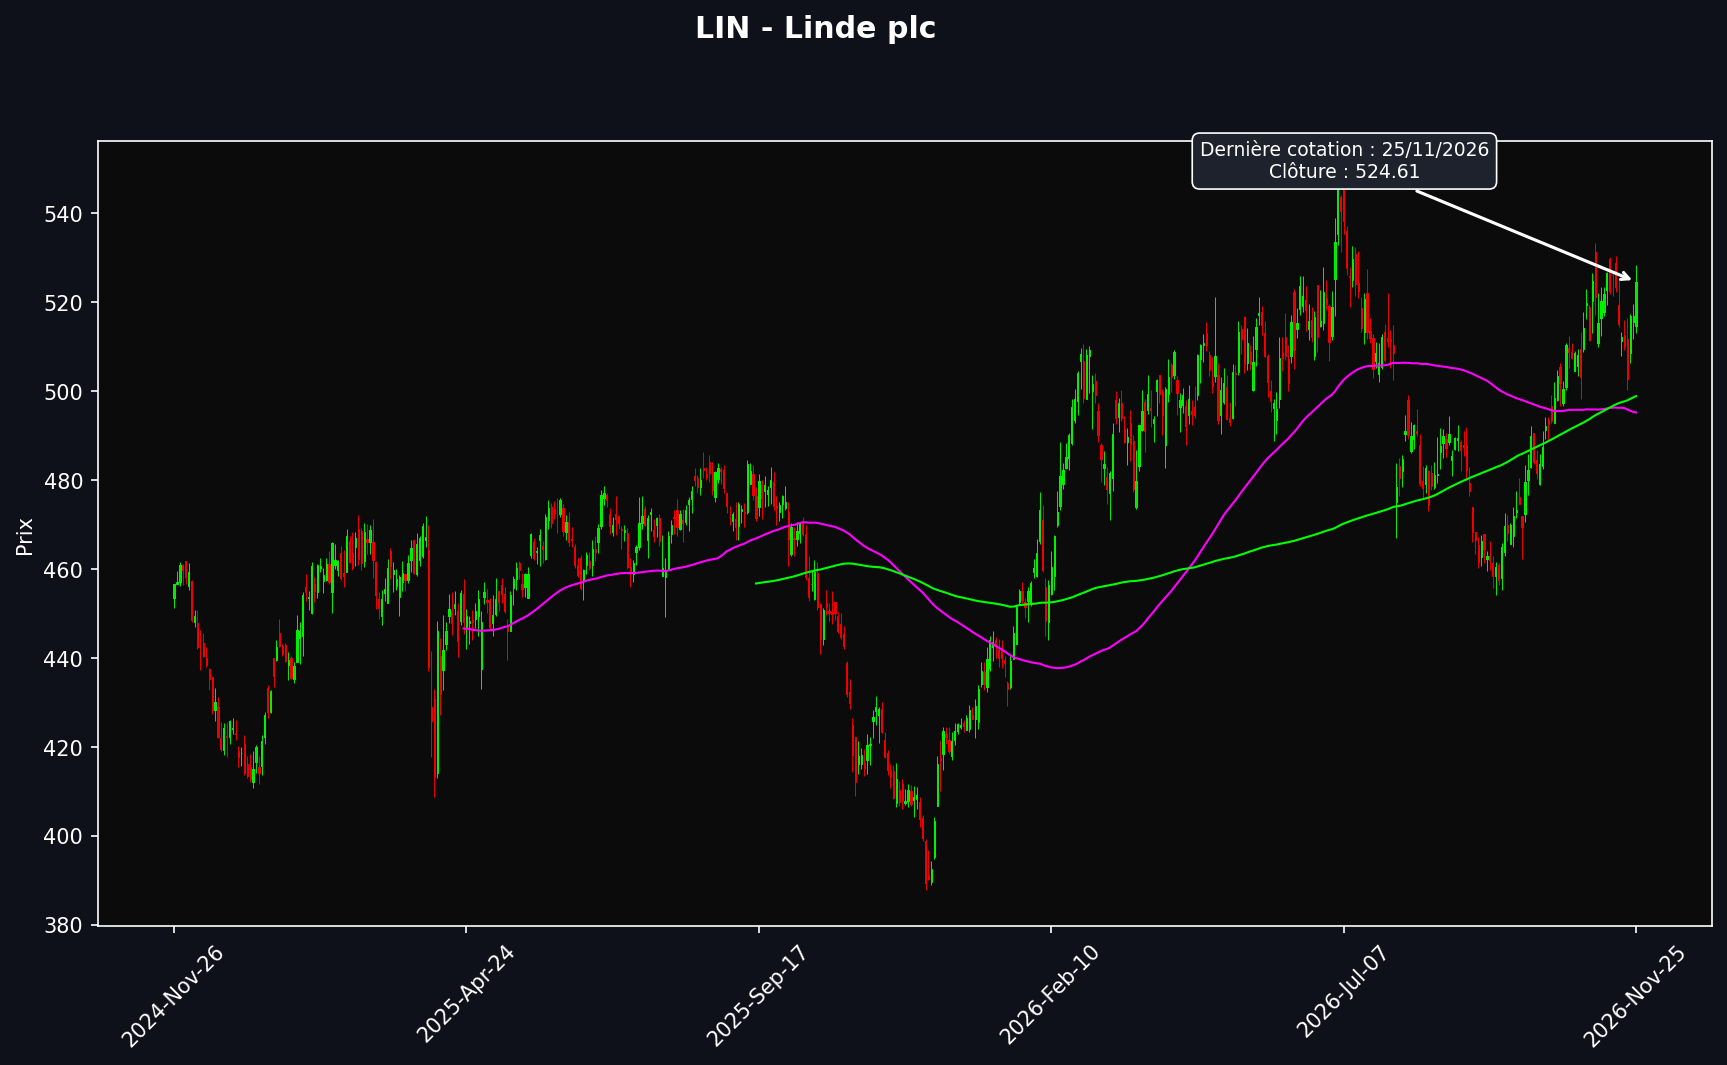 LIN - Linde plc
Dernière cotation : 25/11/2026
Clôture : 524.61
Prix
540
520
500
480
460
440
420
400
380
2024-Nov-26
2025-Apr-24
2025-Sep-17
2026-Feb-10
2026-Jul-07
2026-Nov-25